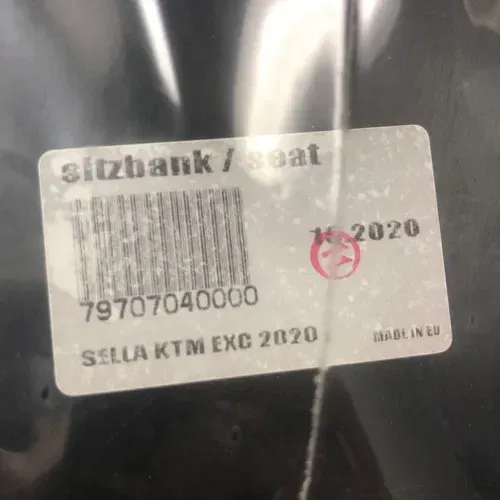 sitzbank / seat
2020
79707040000
SELLA KTM EXC 2020
MADE IN EU